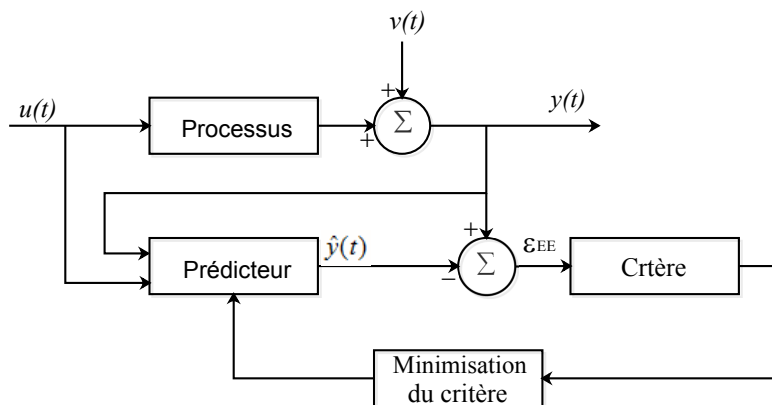 v(t)
u(t)
y(t)
+
Processus
Σ
+
+
ŷ(t)
εEE
Prédicteur
Σ
Crtère
−
Minimisation
du critère